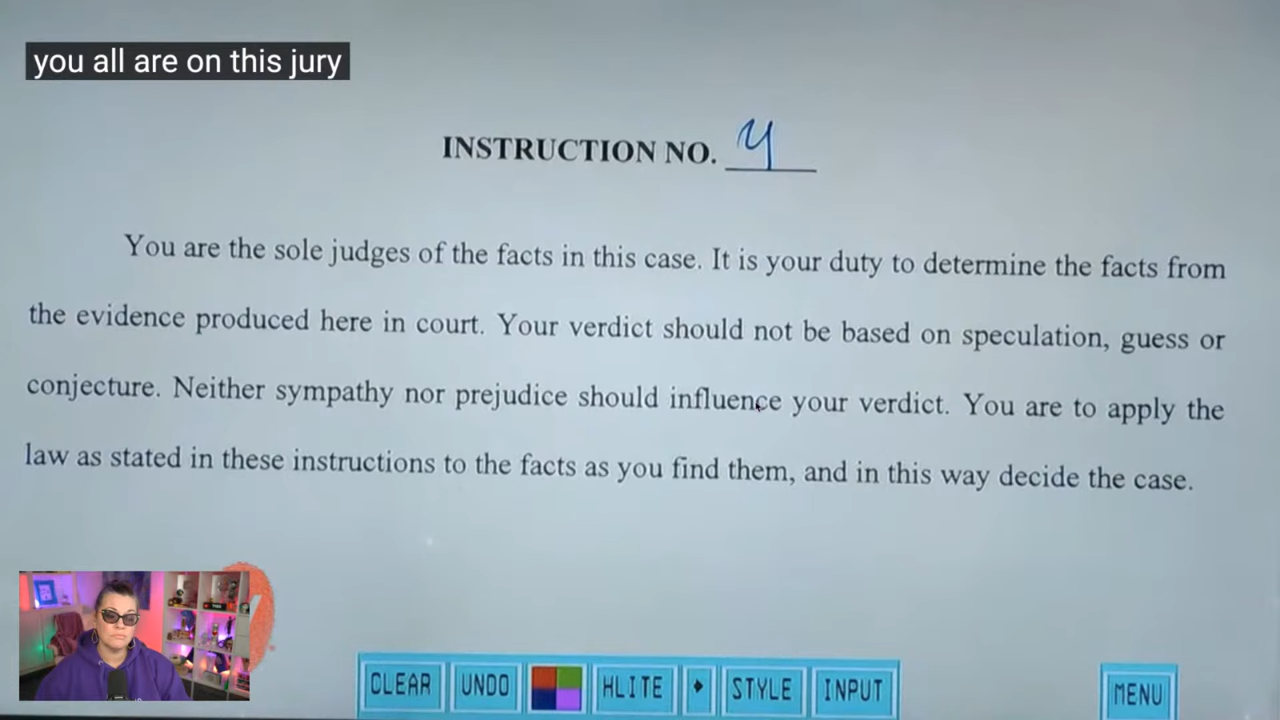 you all are on this jury
INSTRUCTION NO. 4
You are the sole judges of the facts in this case. It is your duty to determine the facts from
the evidence produced here in court. Your verdict should not be based on speculation, guess or
conjecture. Neither sympathy nor prejudice should influence your verdict. You are to apply the
law as stated in these instructions to the facts as you find them, and in this way decide the case.
CLEAR UNDO HLITE STYLE INPUT MENU